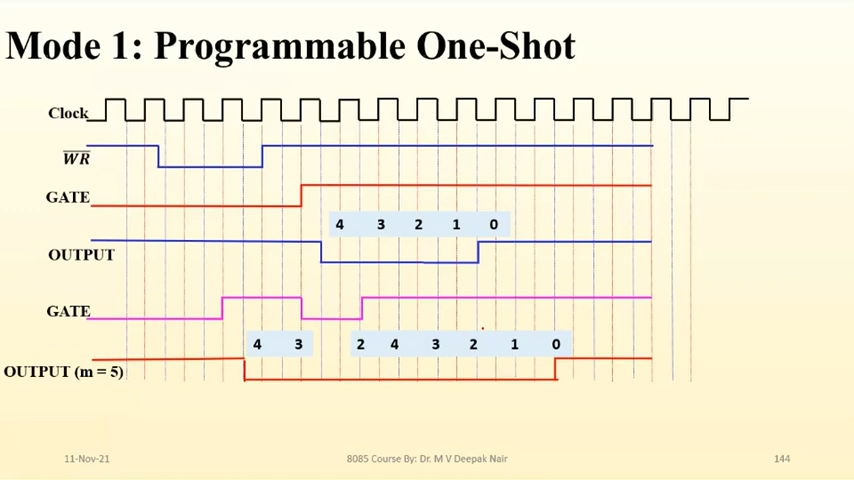 Mode 1: Programmable One-Shot
Clock
WR
GATE
4 3 2 1 0
OUTPUT
GATE
4 3 2 4 3 2 1 0
OUTPUT (m = 5)
11-Nov-21 8085 Course By: Dr. M V Deepak Nair 144